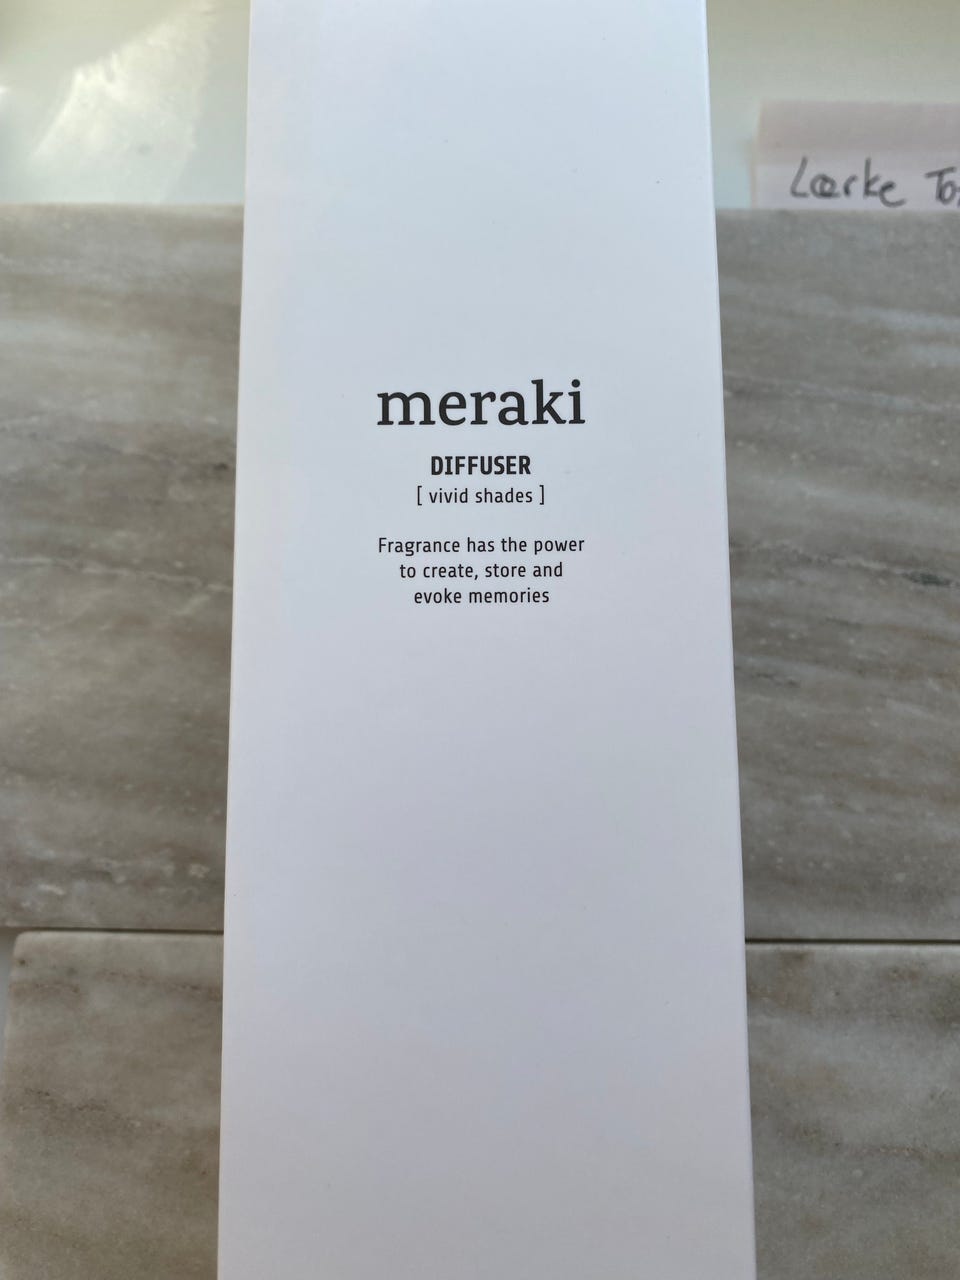 Lærke
meraki
DIFFUSER
[ vivid shades ]
Fragrance has the power
to create, store and
evoke memories